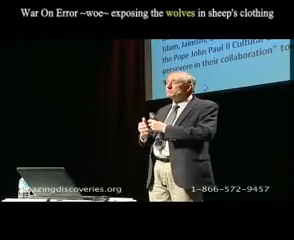 War On Error ~woe~ exposing the wolves in sheep's clothing
Islam, Jainism,
the Pope John Paul II Cultural
persevere in their collaboration" to
azingdiscoveries.org
1-866-572-9457